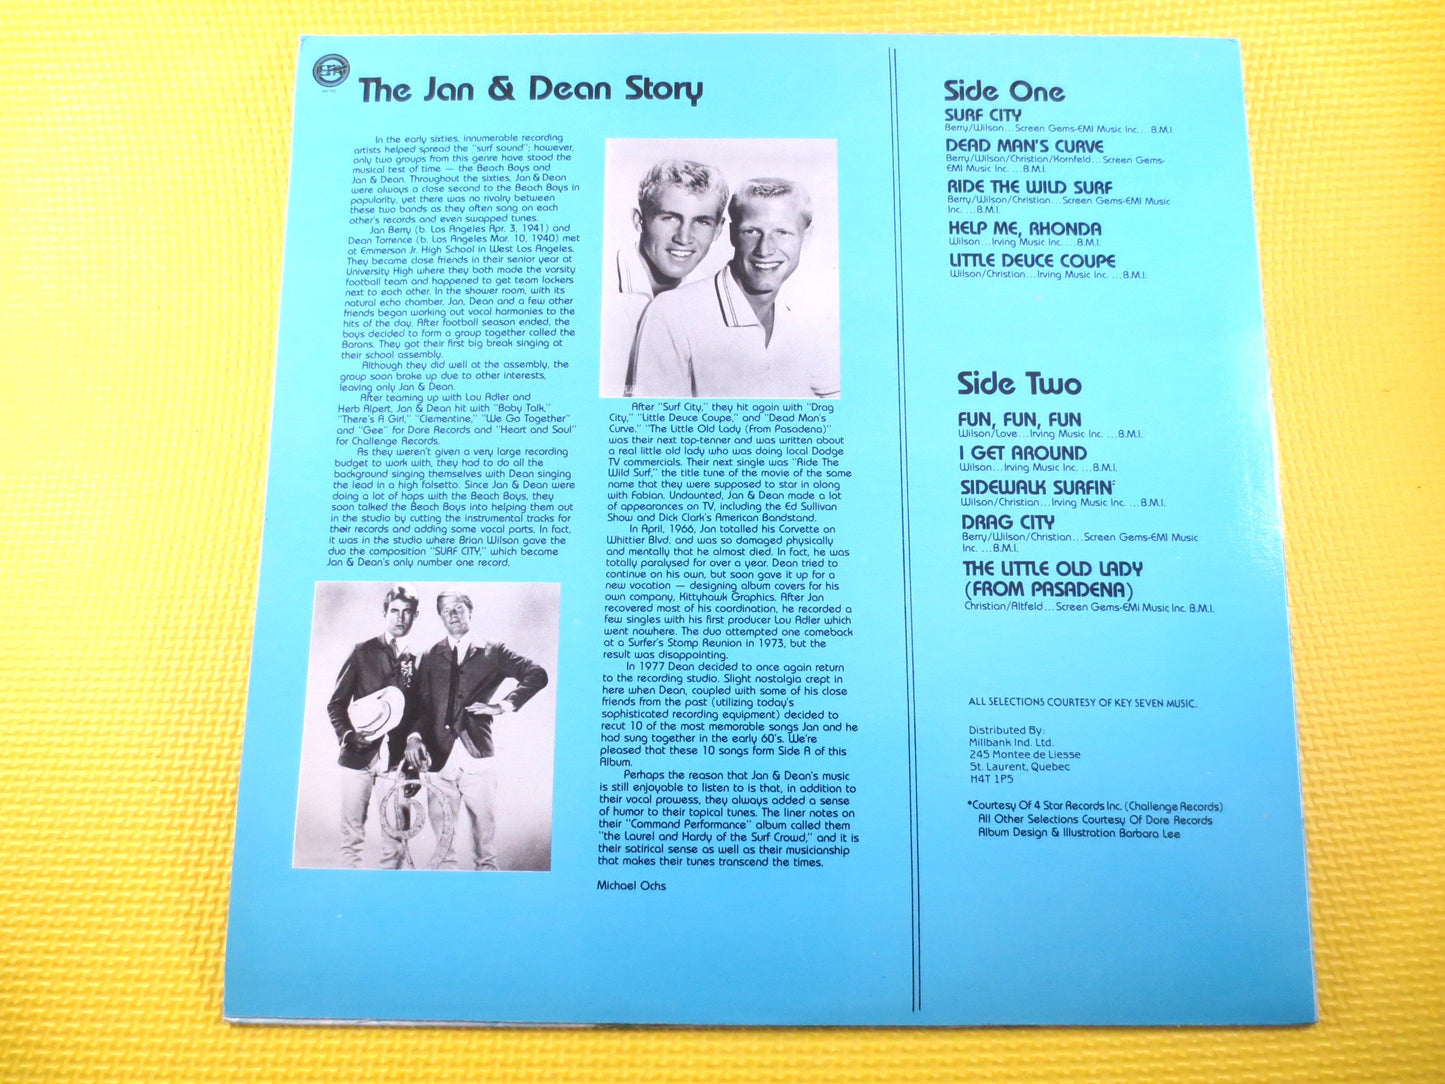 The Jan & Dean Story
In the early sixties, innumerable recording
artists helped spread the "surf sound"; however,
only two groups from this genre have stood the
musical test of time — the Beach Boys and
Jan & Dean. Throughout the sixties, Jan & Dean
were always a close second to the Beach Boys in
popularity, yet there was no rivalry between
these two bands as they often sang on each
other's records and even swapped tunes.
Jan Berry (b. Los Angeles Apr. 3, 1941) and
Dean Torrence (b. Los Angeles Mar. 10, 1940) met
at Emmerson Jr. High School in West Los Angeles.
They became close friends in their senior year at
University High where they both made the varsity
football team and happened to get team lockers
next to each other. In the shower room, with its
natural echo chamber, Jan, Dean and a few other
friends began working out vocal harmonies to the
hits of the day. After football season ended, the
boys decided to form a group together called the
Barons. They got their first big break singing at
their school assembly.
Although they did well at the assembly, the
group soon broke up due to other interests,
leaving only Jan & Dean.
After teaming up with Lou Adler and
Herb Alpert, Jan & Dean hit with "Baby Talk,"
"There's A Girl," "Clementine," "We Go Together"
and "Gee" for Dore Records and "Heart and Soul"
for Challenge Records.
As they weren't given a very large recording
budget to work with, they had to do all the
background singing themselves with Dean singing
the lead in a high falsetto. Since Jan & Dean were
doing a lot of hops with the Beach Boys, they
soon talked the Beach Boys into helping them out
in the studio by cutting the instrumental tracks for
their records and adding some vocal parts. In fact,
it was in the studio where Brian Wilson gave the
duo the composition "SURF CITY," which became
Jan & Dean's only number one record.
After "Surf City," they hit again with "Drag
City," "Little Deuce Coupe," and "Dead Man's
Curve." "The Little Old Lady (From Pasadena)"
was their next top-tenner and was written about
a real little old lady who was doing local Dodge
TV commercials. Their next single was "Ride The
Wild Surf," the title tune of the movie of the same
name that they were supposed to star in along
with Fabian. Undaunted, Jan & Dean made a lot
of appearances on TV, including the Ed Sullivan
Show and Dick Clark's American Bandstand.
In April, 1966, Jan totalled his Corvette on
Whittier Blvd. and was so damaged physically
and mentally that he almost died. In fact, he was
totally paralysed for over a year. Dean tried to
continue on his own, but soon gave it up for a
new vocation — designing album covers for his
own company, Kittyhawk Graphics. After Jan
recovered most of his coordination, he recorded a
few singles with his first producer Lou Adler which
went nowhere. The duo attempted one comeback
at a Surfer's Stomp Reunion in 1973, but the
result was disappointing.
In 1977 Dean decided to once again return
to the recording studio. Slight nostalgia crept in
here when Dean, coupled with some of his close
friends from the past (utilizing today's
sophisticated recording equipment) decided to
recut 10 of the most memorable songs Jan and he
had sung together in the early 60's. We're
pleased that these 10 songs form Side A of this
Album.
Perhaps the reason that Jan & Dean's music
is still enjoyable to listen to is that, in addition to
their vocal prowess, they always added a sense
of humor to their topical tunes. The liner notes on
their "Command Performance" album called them
"the Laurel and Hardy of the Surf Crowd," and it is
their satirical sense as well as their musicianship
that makes their tunes transcend the times.
Michael Ochs
Side One
SURF CITY
Berry/Wilson...Screen Gems-EMI Music Inc....B.M.I.
DEAD MAN'S CURVE
Berry/Wilson/Christian/Kornfeld...Screen Gems-
EMI Music Inc. ...B.M.I.
RIDE THE WILD SURF
Berry/Wilson/Christian...Screen Gems-EMI Music
Inc. ...B.M.I.
HELP ME, RHONDA
Wilson...Irving Music Inc. ...B.M.I.
LITTLE DEUCE COUPE
Wilson/Christian...Irving Music Inc. ...B.M.I.
Side Two
FUN, FUN, FUN
Wilson/Love...Irving Music Inc. ...B.M.I.
I GET AROUND
Wilson...Irving Music Inc. ...B.M.I.
SIDEWALK SURFIN'
Wilson/Christian...Irving Music Inc. ...B.M.I.
DRAG CITY
Berry/Wilson/Christian...Screen Gems-EMI Music
Inc. ...B.M.I.
THE LITTLE OLD LADY
(FROM PASADENA)
Christian/Altfeld...Screen Gems-EMI Music Inc. B.M.I.
ALL SELECTIONS COURTESY OF KEY SEVEN MUSIC.
Distributed By:
Millbank Ind. Ltd.
245 Montee de Liesse
St. Laurent, Quebec
H4T 1P5
*Courtesy Of 4 Star Records Inc. (Challenge Records)
All Other Selections Courtesy Of Dore Records
Album Design & Illustration Barbara Lee